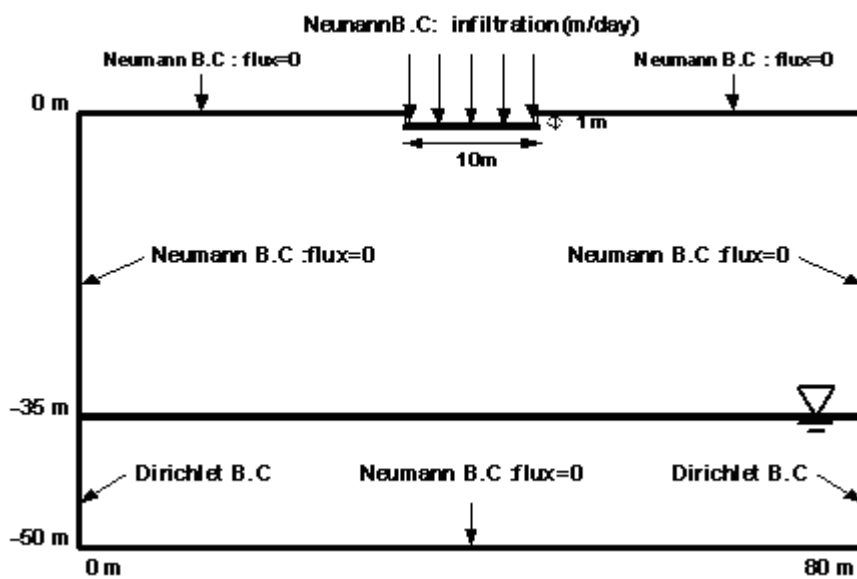 NeunannB.C: infiltration(m/day)
Neumann B.C : flux=0
Neumann B.C : flux=0
0 m
1m
10m
Neumann B.C :flux=0
Neumann B.C :flux=0
-35 m
Dirichlet B.C
Neumann B.C :flux=0
Dirichlet B.C
-50 m
0 m
80 m